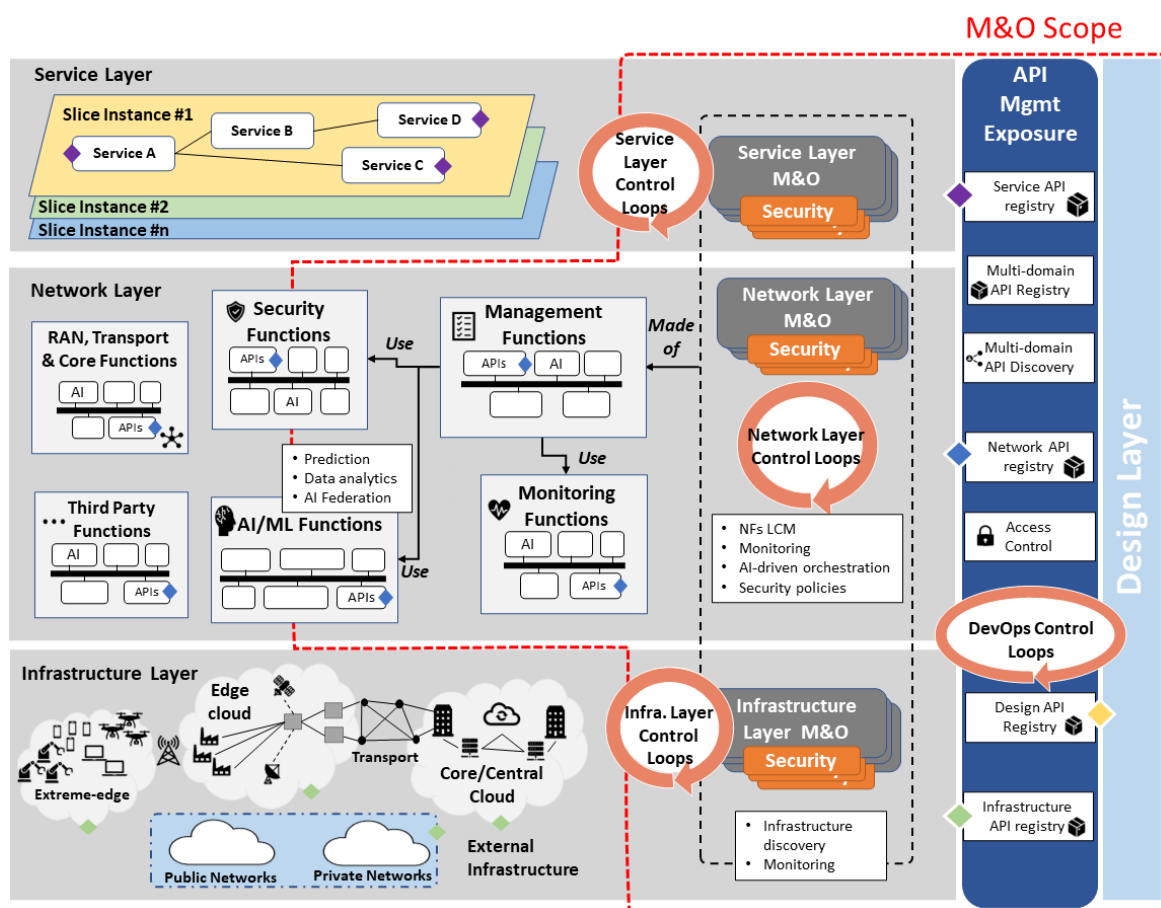 M&O Scope
Service Layer
Slice Instance #1
Service A
Service B
Service D
Service C
Slice Instance #2
Slice Instance #n
Service
Layer
Control
Loops
Service Layer
M&O
Security
API
Mgmt
Exposure
Service API
registry
Multi-domain
API Registry
Multi-domain
API Discovery
Network API
registry
Access
Control
DevOps Control
Loops
Design API
Registry
Infrastructure
API registry
Design Layer
Network Layer
RAN, Transport
& Core Functions
AI
APIs
Security
Functions
APIs
AI
Use
Management
Functions
APIs
AI
Made
of
Network Layer
M&O
Security
Network Layer
Control Loops
• Prediction
• Data analytics
• AI Federation
Use
Third Party
Functions
AI
APIs
AI/ML Functions
APIs
Use
Monitoring
Functions
AI
APIs
• NFs LCM
• Monitoring
• AI-driven orchestration
• Security policies
Infrastructure Layer
Extreme-edge
Edge
cloud
Transport
Core/Central
Cloud
Public Networks
Private Networks
External
Infrastructure
Infra. Layer
Control
Loops
Infrastructure
Layer M&O
Security
• Infrastructure
discovery
• Monitoring